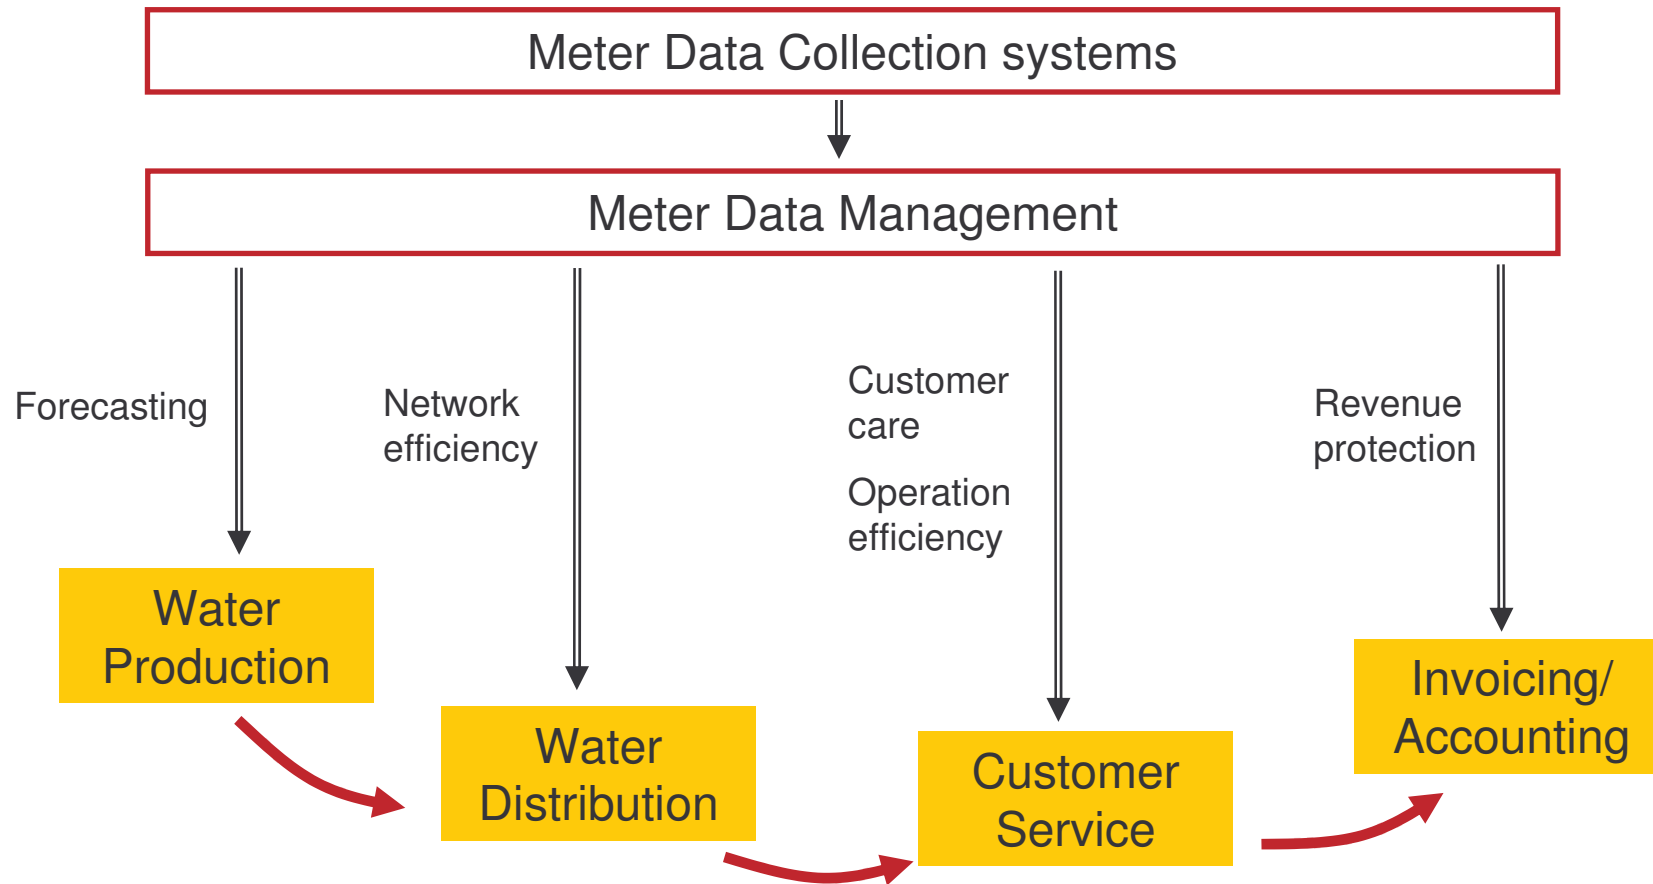 Meter Data Collection systems
Meter Data Management
Forecasting
Network
efficiency
Customer
care
Operation
efficiency
Revenue
protection
Water
Production
Water
Distribution
Customer
Service
Invoicing/
Accounting